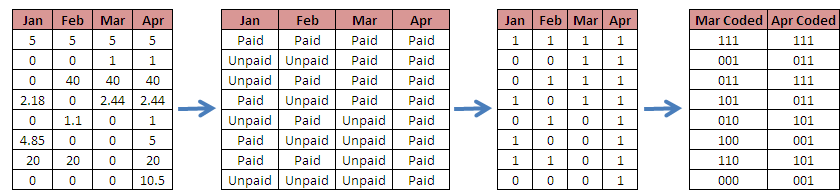 Jan Feb Mar Apr Jan Feb Mar Apr Jan Feb Mar Apr Mar Coded Apr Coded
5 5 5 5 Paid Paid Paid Paid 1 1 1 1 111 111
0 0 1 1 Unpaid Unpaid Paid Paid 0 0 1 1 001 011
0 40 40 40 Unpaid Paid Paid Paid 0 1 1 1 011 111
2.18 0 2.44 2.44 Paid Unpaid Paid Paid 1 0 1 1 101 011
0 1.1 0 1 Unpaid Paid Unpaid Paid 0 1 0 1 010 101
4.85 0 0 5 Paid Unpaid Unpaid Paid 1 0 0 1 100 001
20 20 0 20 Paid Paid Unpaid Paid 1 1 0 1 110 101
0 0 0 10.5 Unpaid Unpaid Unpaid Paid 0 0 0 1 000 001